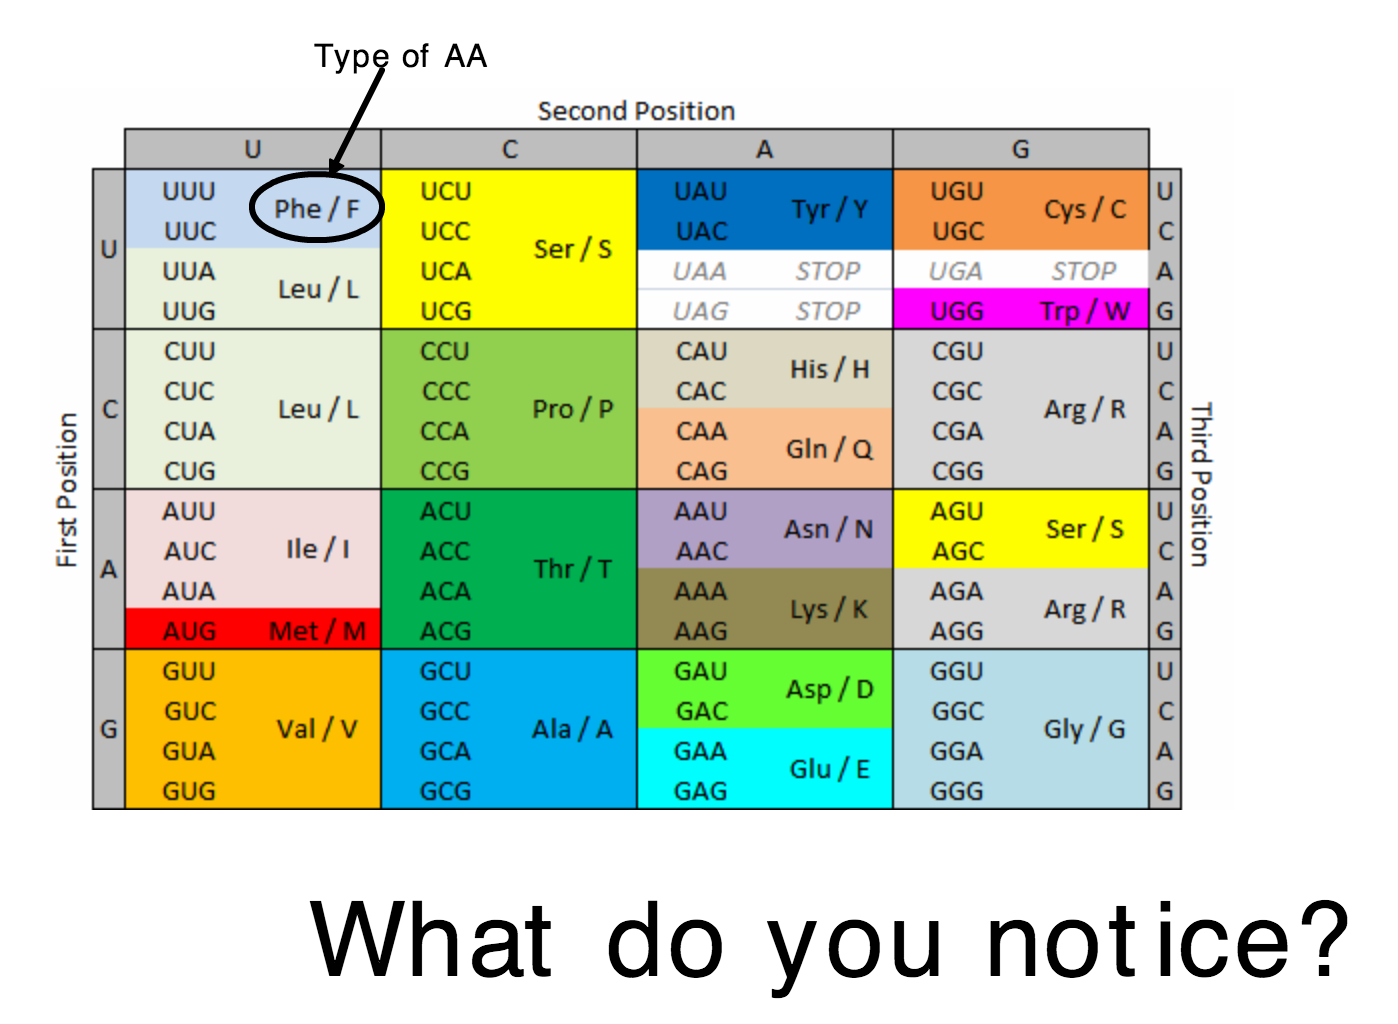 Type of AA
Second Position
U C A G
UUU Phe / F UCU UAU Tyr / Y UGU Cys / C U
UUC UCC UAC UGC C
U Ser / S
UUA Leu / L UCA UAA STOP UGA STOP A
UUG UCG UAG STOP UGG Trp / W G
CUU CCU CAU His / H CGU U
CUC CCC CAC CGC C
C Leu / L Pro / P Arg / R
CUA CCA CAA Gln / Q CGA A
CUG CCG CAG CGG G
First Position
Third Position
AUU ACU AAU Asn / N AGU Ser / S U
AUC Ile / I ACC AAC AGC C
A Thr / T
AUA ACA AAA Lys / K AGA Arg / R A
AUG Met / M ACG AAG AGG G
GUU GCU GAU Asp / D GGU U
GUC GCC GAC GGC C
G Val / V Ala / A Gly / G
GUA GCA GAA Glu / E GGA A
GUG GCG GAG GGG G
What do you notice?